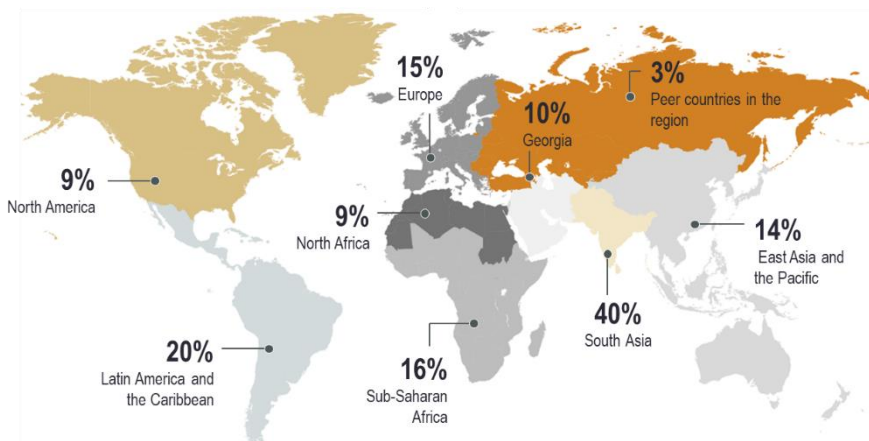 15%
Europe
3%
Peer countries in the
region
10%
Georgia
9%
North America
9%
North Africa
14%
East Asia and
the Pacific
40%
South Asia
20%
Latin America and
the Caribbean
16%
Sub-Saharan
Africa